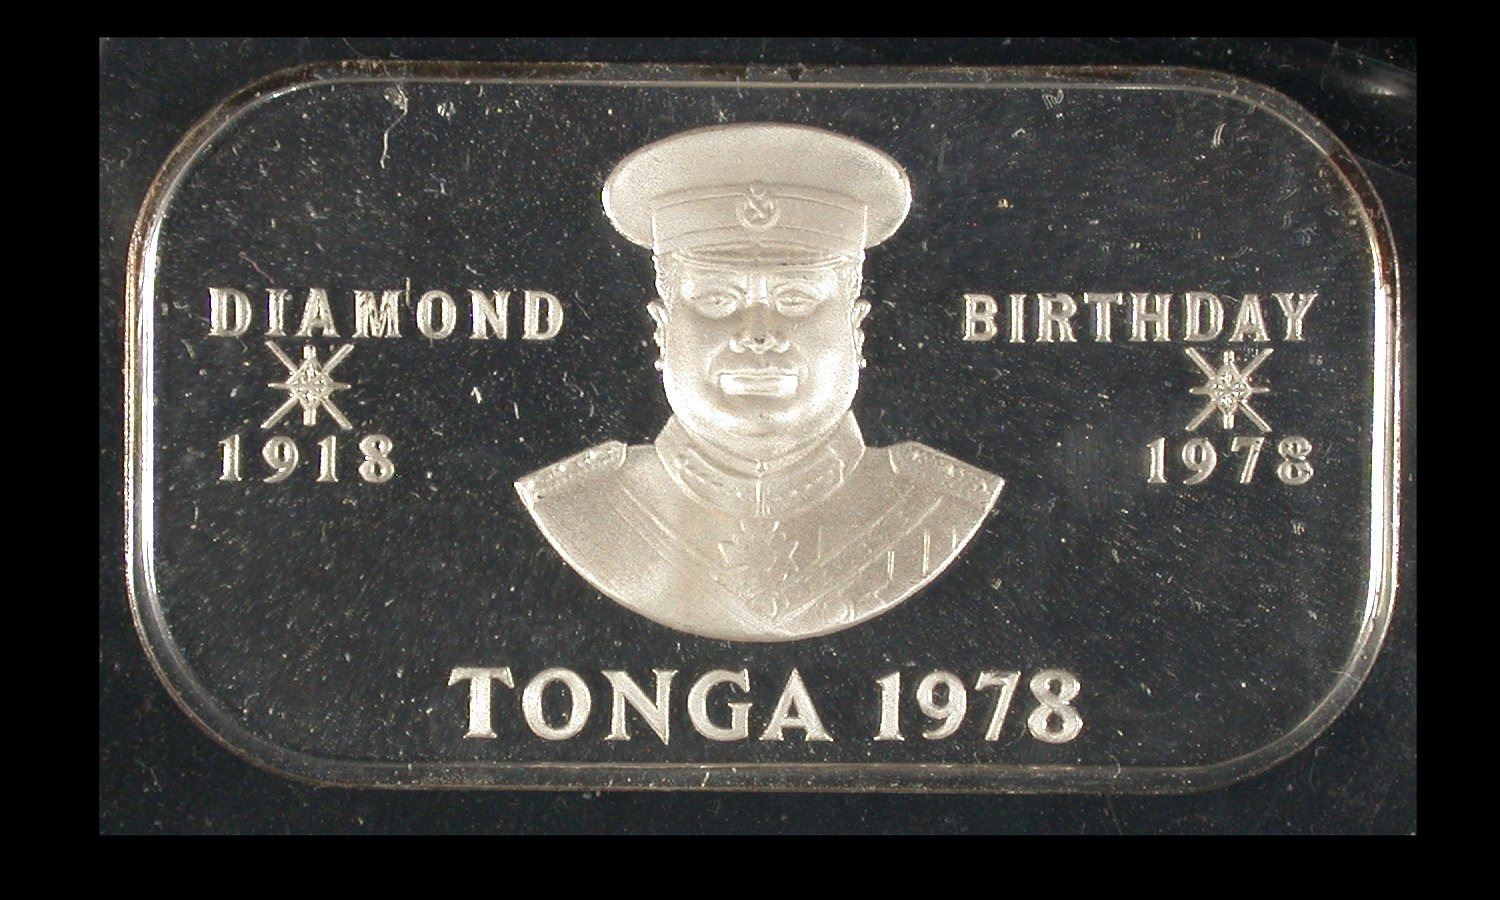 DIAMOND BIRTHDAY
1918 1978
TONGA 1978